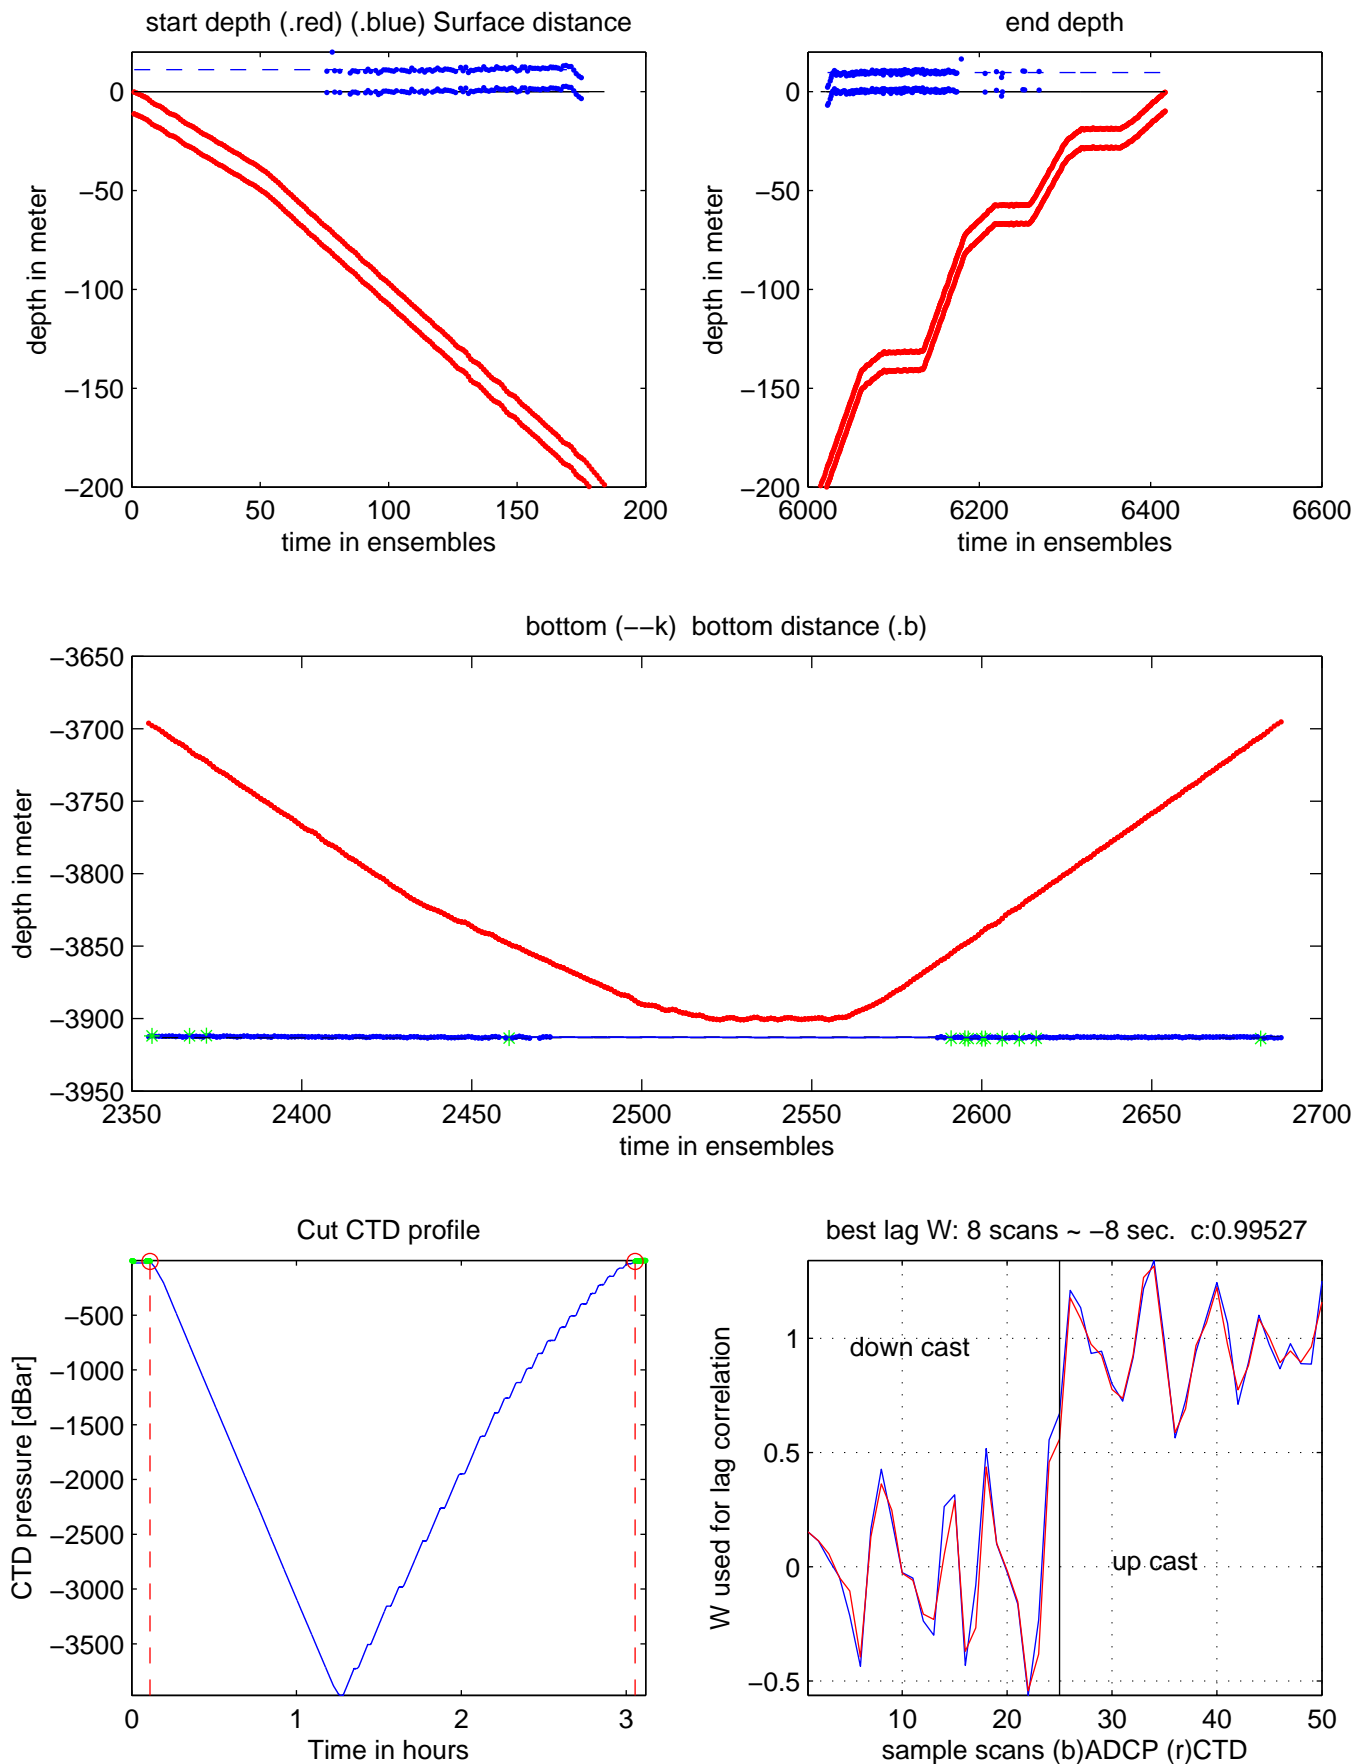 start depth (.red) (.blue) Surface distance
end depth
0
−50
−100
−150
−200
depth in meter
0 50 100 150 200
time in ensembles
0
−50
−100
−150
−200
depth in meter
6000 6200 6400 6600
time in ensembles
bottom (−−k)  bottom distance (.b)
−3650
−3700
−3750
−3800
−3850
−3900
−3950
depth in meter
2350 2400 2450 2500 2550 2600 2650 2700
time in ensembles
Cut CTD profile
−500
−1000
−1500
−2000
−2500
−3000
−3500
CTD pressure [dBar]
0 1 2 3
Time in hours
best lag W: 8 scans ~ −8 sec.  c:0.99527
1
0.5
0
−0.5
W used for lag correlation
down cast
up cast
10 20 30 40 50
sample scans (b)ADCP (r)CTD